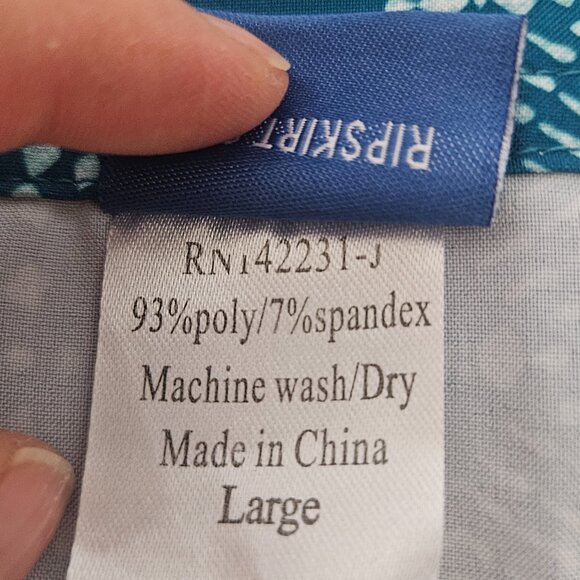 RIPSKIRT
RN142231-J
93%poly/7%spandex
Machine wash/Dry
Made in China
Large